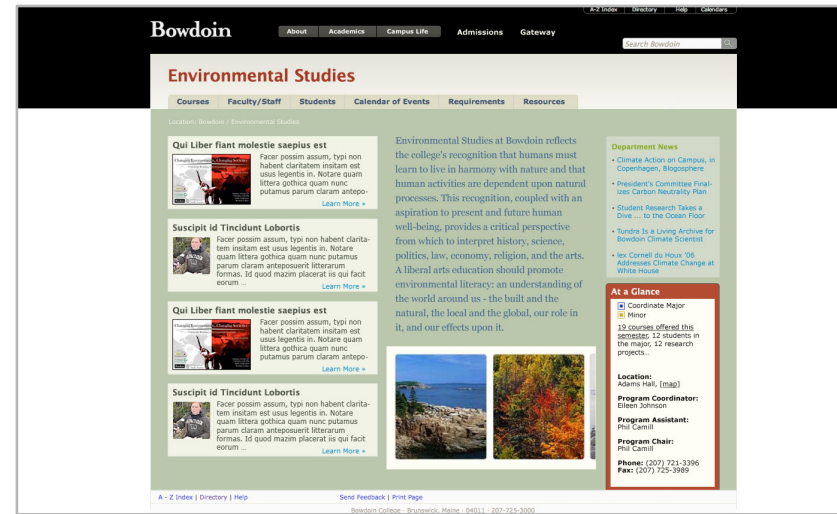 A-Z Index | Directory | Help | Calendars
Bowdoin
About Academics Campus Life Admissions Gateway
Search Bowdoin
Environmental Studies
Courses Faculty/Staff Students Calendar of Events Requirements Resources
Location: Bowdoin / Environmental Studies
Qui Liber fiant molestie saepius est
Facer possim assum, typi non
habent claritatem insitam est
usus legentis in. Notare quam
littera gothica quam nunc
putamus parum claram antepo-
Learn More »
Suscipit id Tincidunt Lobortis
Facer possim assum, typi non habent clarita-
tem insitam est usus legentis in. Notare
quam littera gothica quam nunc putamus
parum claram anteposuerit litterarum
formas. Id quod mazim placerat iis qui facit
eorum ...
Learn More »
Qui Liber fiant molestie saepius est
Facer possim assum, typi non
habent claritatem insitam est
usus legentis in. Notare quam
littera gothica quam nunc
putamus parum claram antepo-
Learn More »
Suscipit id Tincidunt Lobortis
Facer possim assum, typi non habent clarita-
tem insitam est usus legentis in. Notare
quam littera gothica quam nunc putamus
parum claram anteposuerit litterarum
formas. Id quod mazim placerat iis qui facit
eorum ...
Learn More »
Environmental Studies at Bowdoin reflects
the college's recognition that humans must
learn to live in harmony with nature and that
human activities are dependent upon natural
processes. This recognition, coupled with an
aspiration to present and future human
well-being, provides a critical perspective
from which to interpret history, science,
politics, law, economy, religion, and the arts.
A liberal arts education should promote
environmental literacy: an understanding of
the world around us - the built and the
natural, the local and the global, our role in
it, and our effects upon it.
Department News
• Climate Action on Campus, in
Copenhagen, Blogosphere
• President's Committee Final-
izes Carbon Neutrality Plan
• Student Research Takes a
Dive ... to the Ocean Floor
• Tundra Is a Living Archive for
Bowdoin Climate Scientist
• lex Cornell du Houx '06
Addresses Climate Change at
White House
At a Glance
Coordinate Major
Minor
19 courses offered this
semester, 12 students in
the major, 12 research
projects...
Location:
Adams Hall, [map]
Program Coordinator:
Eileen Johnson
Program Assistant:
Phil Camill
Program Chair:
Phil Camill
Phone: (207) 721-3396
Fax: (207) 725-3989
A - Z Index | Directory | Help
Send Feedback | Print Page
Bowdoin College - Brunswick, Maine - 04011 - 207-725-3000